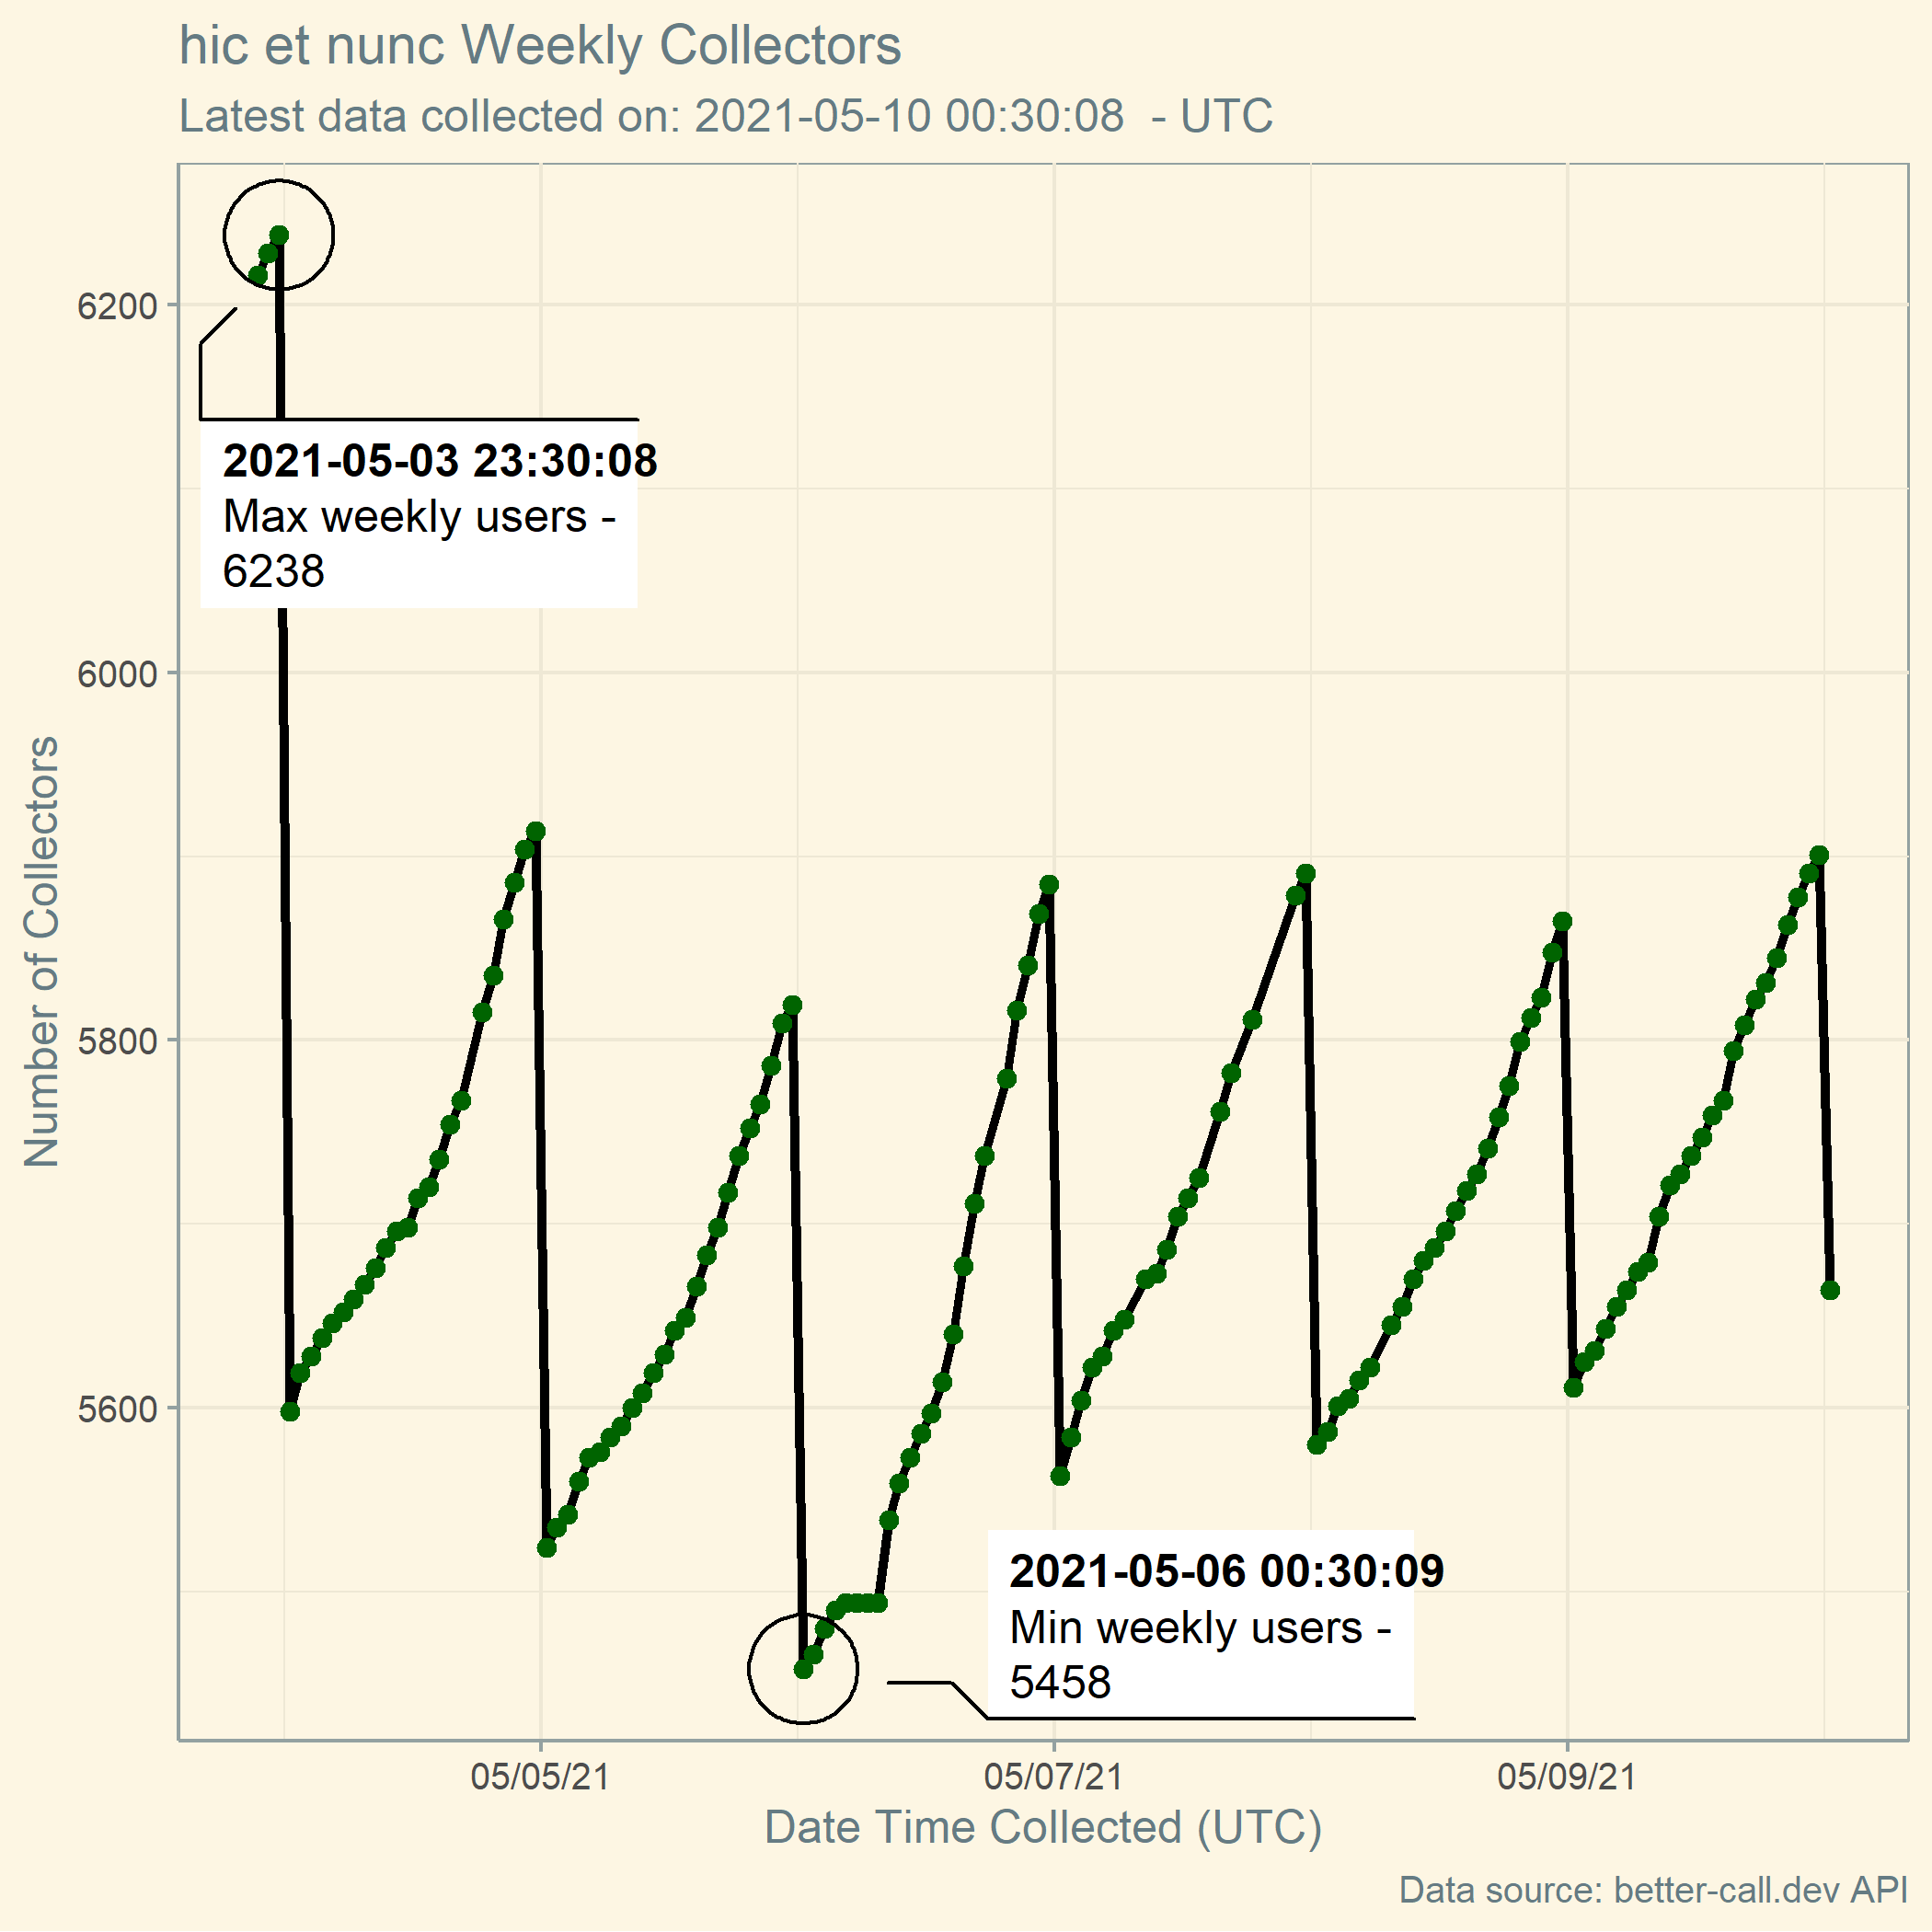 hic et nunc Weekly Collectors
Latest data collected on: 2021-05-10 00:30:08  - UTC
6200
2021-05-03 23:30:08
Max weekly users -
6238
6000
Number of Collectors
5800
5600
2021-05-06 00:30:09
Min weekly users -
5458
05/05/21
05/07/21
05/09/21
Date Time Collected (UTC)
Data source: better-call.dev API